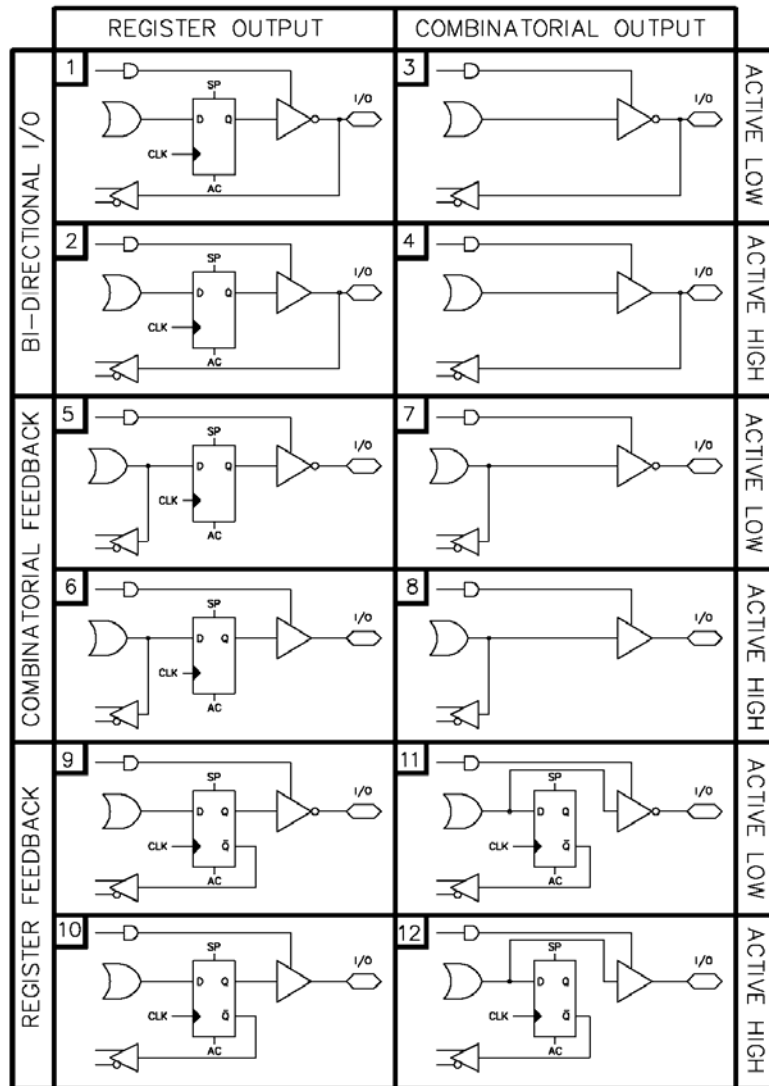 REGISTER OUTPUT
COMBINATORIAL OUTPUT
BI-DIRECTIONAL I/O
1
SP
D Q
CLK
AC
I/O
3
I/O
ACTIVE LOW
2
SP
D Q
CLK
AC
I/O
4
I/O
ACTIVE HIGH
COMBINATORIAL FEEDBACK
5
SP
D Q
CLK
AC
I/O
7
I/O
ACTIVE LOW
6
SP
D Q
CLK
AC
I/O
8
I/O
ACTIVE HIGH
REGISTER FEEDBACK
9
SP
D Q
CLK Q̅
AC
I/O
11
SP
D Q
CLK Q̅
AC
I/O
ACTIVE LOW
10
SP
D Q
CLK Q̅
AC
I/O
12
SP
D Q
CLK Q̅
AC
I/O
ACTIVE HIGH